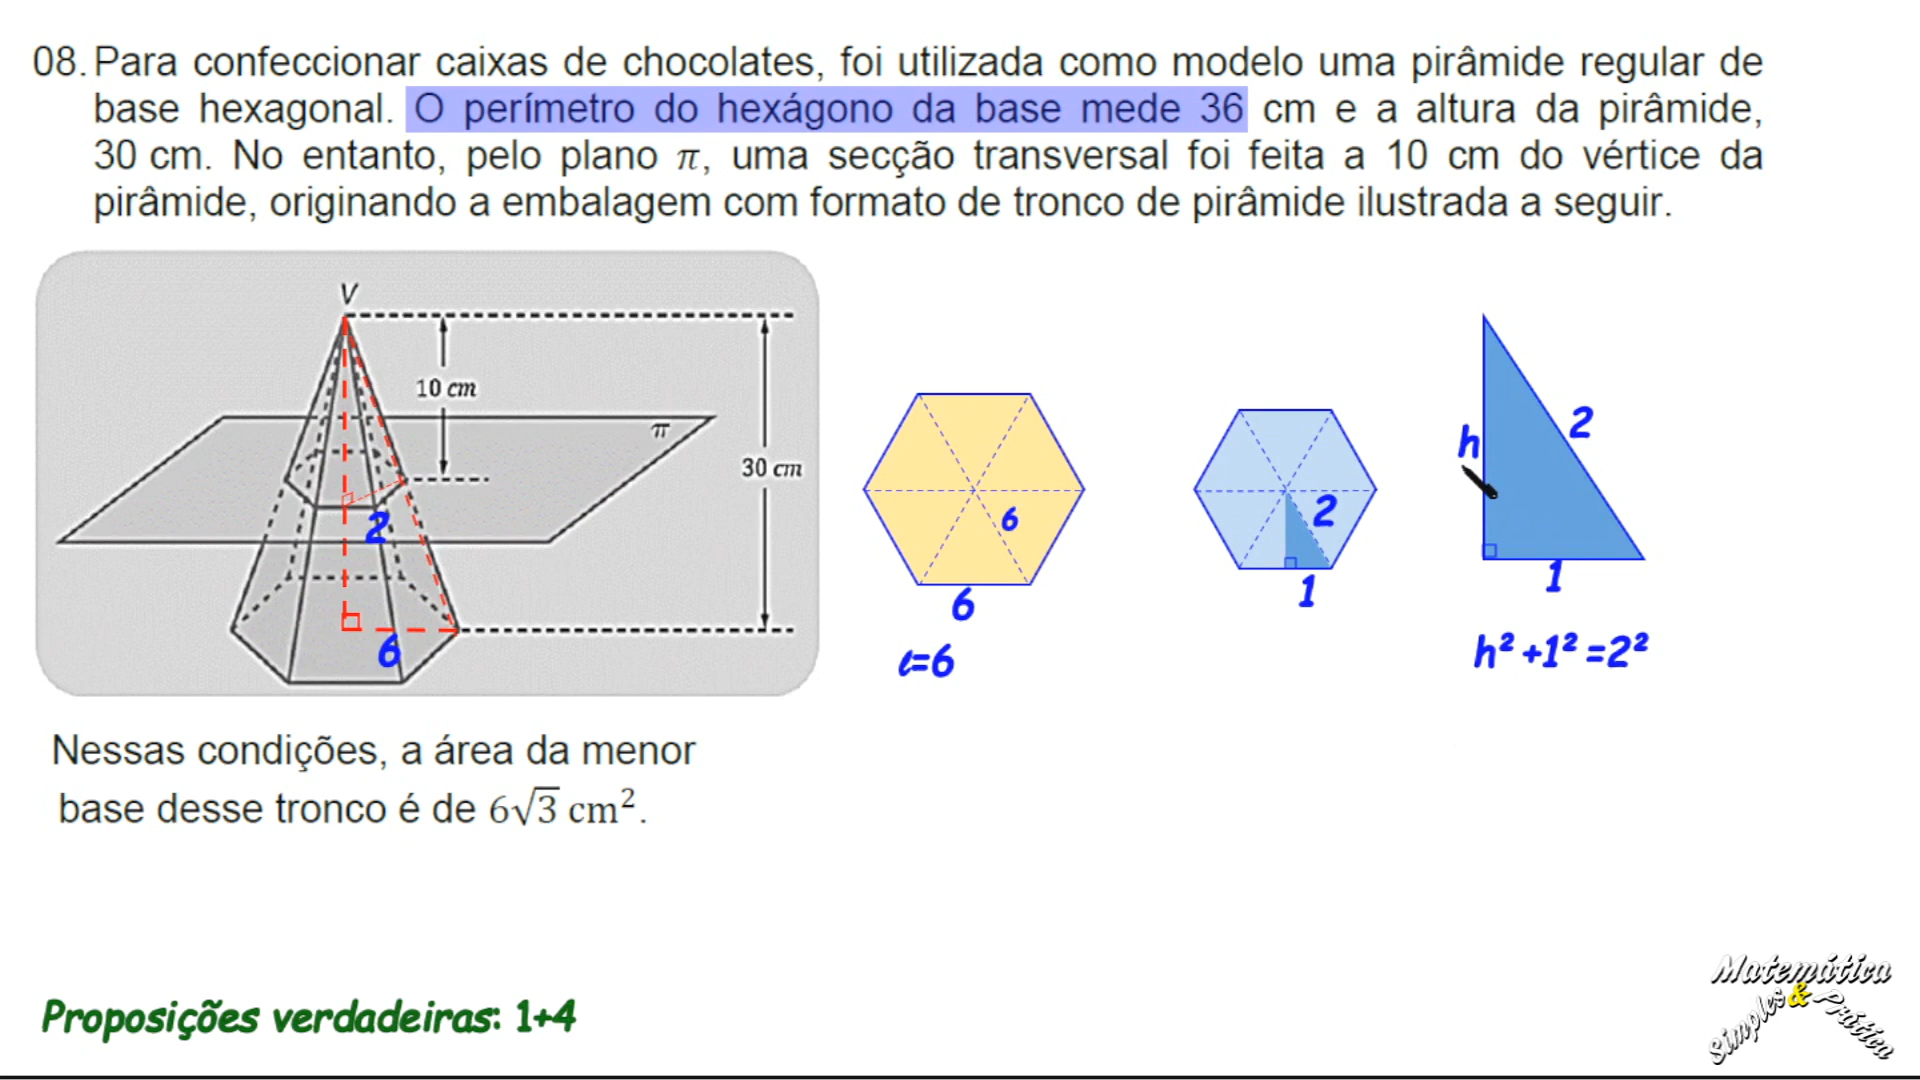 08. Para confeccionar caixas de chocolates, foi utilizada como modelo uma pirâmide regular de
base hexagonal. O perímetro do hexágono da base mede 36 cm e a altura da pirâmide,
30 cm. No entanto, pelo plano π, uma secção transversal foi feita a 10 cm do vértice da
pirâmide, originando a embalagem com formato de tronco de pirâmide ilustrada a seguir.
V
10 cm
π
30 cm
2
6
6
6
ℓ=6
2
1
h
2
1
h² +1² =2²
Nessas condições, a área da menor
base desse tronco é de 6√3 cm².
Proposições verdadeiras: 1+4
Matemática
Simples & Prática